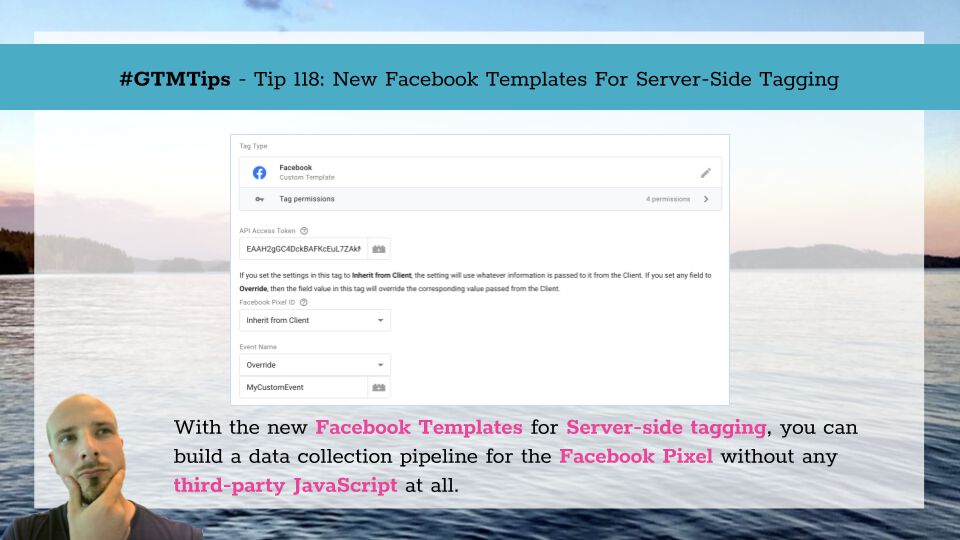 #GTMTips - Tip 118: New Facebook Templates For Server-Side Tagging
Tag Type
Facebook
Custom Template
Tag permissions
4 permissions
API Access Token
EAAH2gGC4DckBAFKcEuL7ZAkM
If you set the settings in this tag to Inherit from Client, the setting will use whatever information is passed to it from the Client. If you set any field to
Override, then the field value in this tag will override the corresponding value passed from the Client.
Facebook Pixel ID
Inherit from Client
Event Name
Override
MyCustomEvent
With the new Facebook Templates for Server-side tagging, you can
build a data collection pipeline for the Facebook Pixel without any
third-party JavaScript at all.